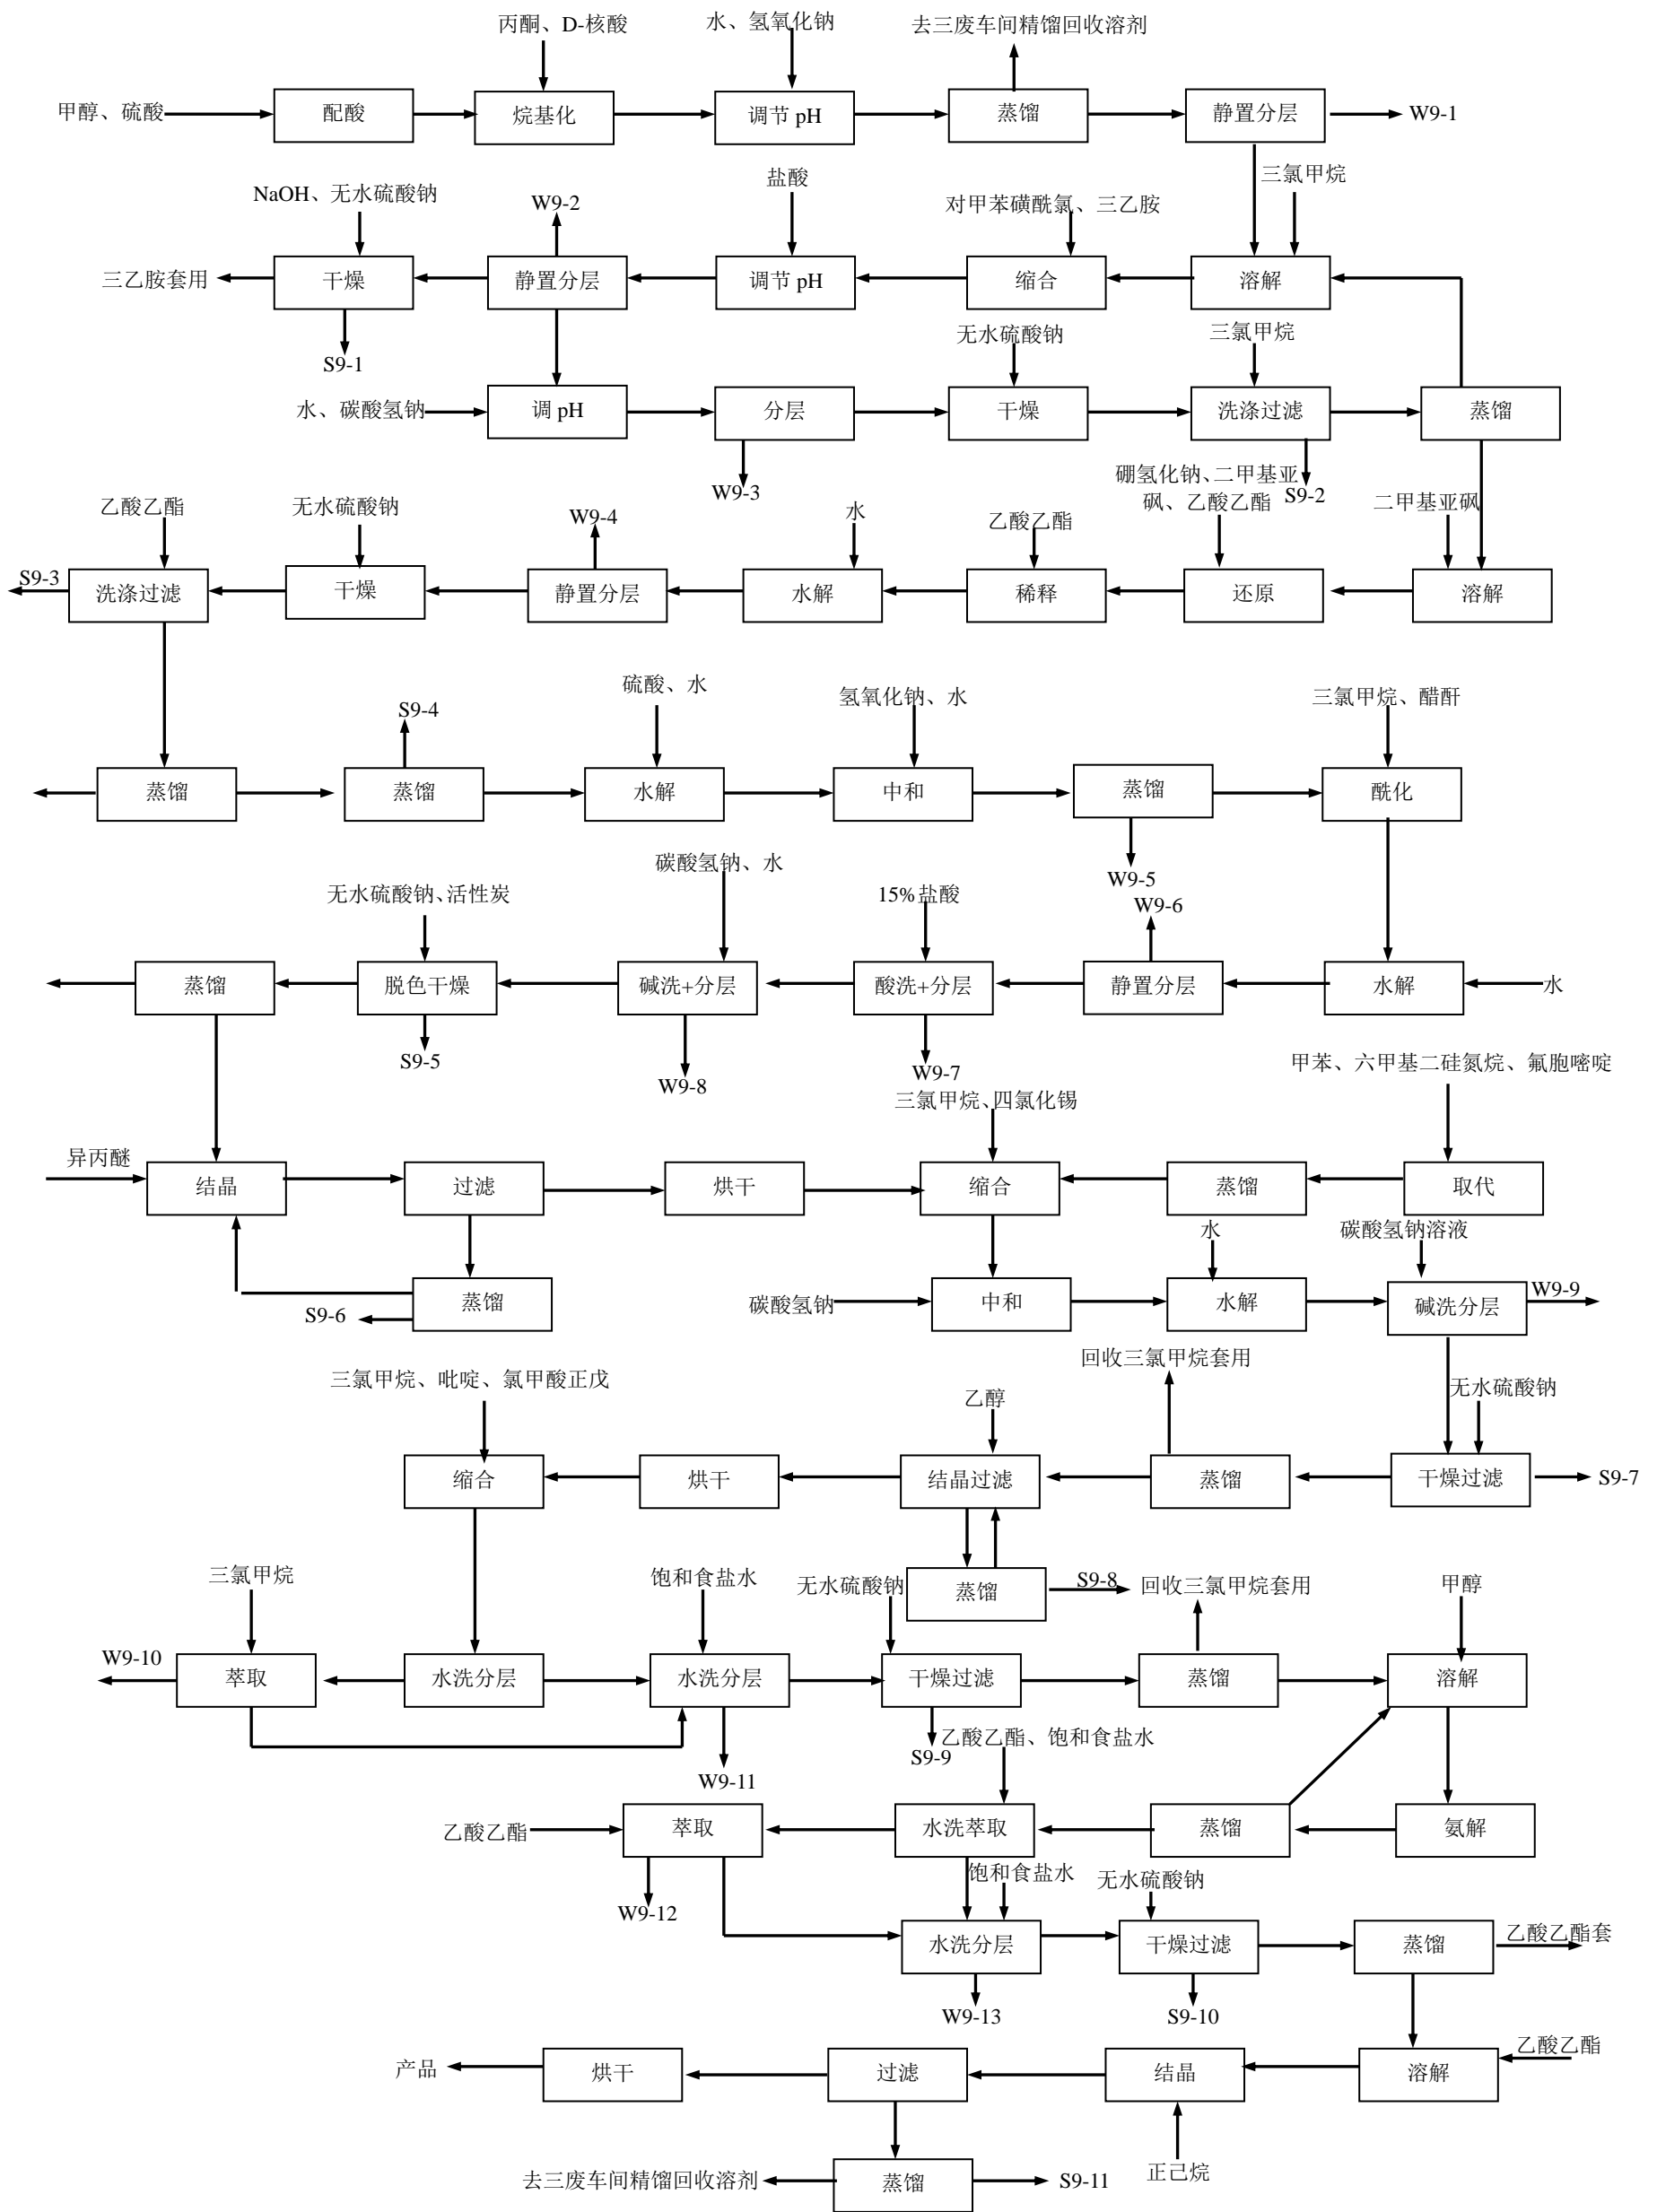 丙酮、D-核酸
水、氢氧化钠
去三废车间精馏回收溶剂
甲醇、硫酸
配酸
烷基化
调节 pH
蒸馏
静置分层
W9-1
NaOH、无水硫酸钠
W9-2
盐酸
对甲苯磺酰氯、三乙胺
三氯甲烷
三乙胺套用
干燥
静置分层
调节 pH
缩合
溶解
S9-1
无水硫酸钠
三氯甲烷
水、碳酸氢钠
调 pH
分层
干燥
洗涤过滤
蒸馏
W9-3
S9-2
乙酸乙酯
无水硫酸钠
W9-4
水
乙酸乙酯
硼氢化钠、二甲基亚
砜、乙酸乙酯
二甲基亚砜
S9-3
洗涤过滤
干燥
静置分层
水解
稀释
还原
溶解
S9-4
硫酸、水
氢氧化钠、水
三氯甲烷、醋酐
蒸馏
蒸馏
水解
中和
蒸馏
酰化
W9-5
无水硫酸钠、活性炭
碳酸氢钠、水
15%盐酸
W9-6
蒸馏
脱色干燥
碱洗+分层
酸洗+分层
静置分层
水解
水
S9-5
W9-8
W9-7
甲苯、六甲基二硅氮烷、氟胞嘧啶
三氯甲烷、四氯化锡
异丙醚
结晶
过滤
烘干
缩合
蒸馏
取代
水
碳酸氢钠溶液
S9-6
蒸馏
碳酸氢钠
中和
水解
碱洗分层
W9-9
三氯甲烷、吡啶、氯甲酸正戊
乙醇
回收三氯甲烷套用
无水硫酸钠
缩合
烘干
结晶过滤
蒸馏
干燥过滤
S9-7
三氯甲烷
饱和食盐水
无水硫酸钠
蒸馏
S9-8
回收三氯甲烷套用
甲醇
W9-10
萃取
水洗分层
水洗分层
干燥过滤
蒸馏
溶解
W9-11
S9-9
乙酸乙酯、饱和食盐水
乙酸乙酯
萃取
水洗萃取
蒸馏
氨解
W9-12
饱和食盐水
无水硫酸钠
水洗分层
干燥过滤
蒸馏
乙酸乙酯套
W9-13
S9-10
产品
烘干
过滤
结晶
溶解
乙酸乙酯
去三废车间精馏回收溶剂
蒸馏
S9-11
正己烷